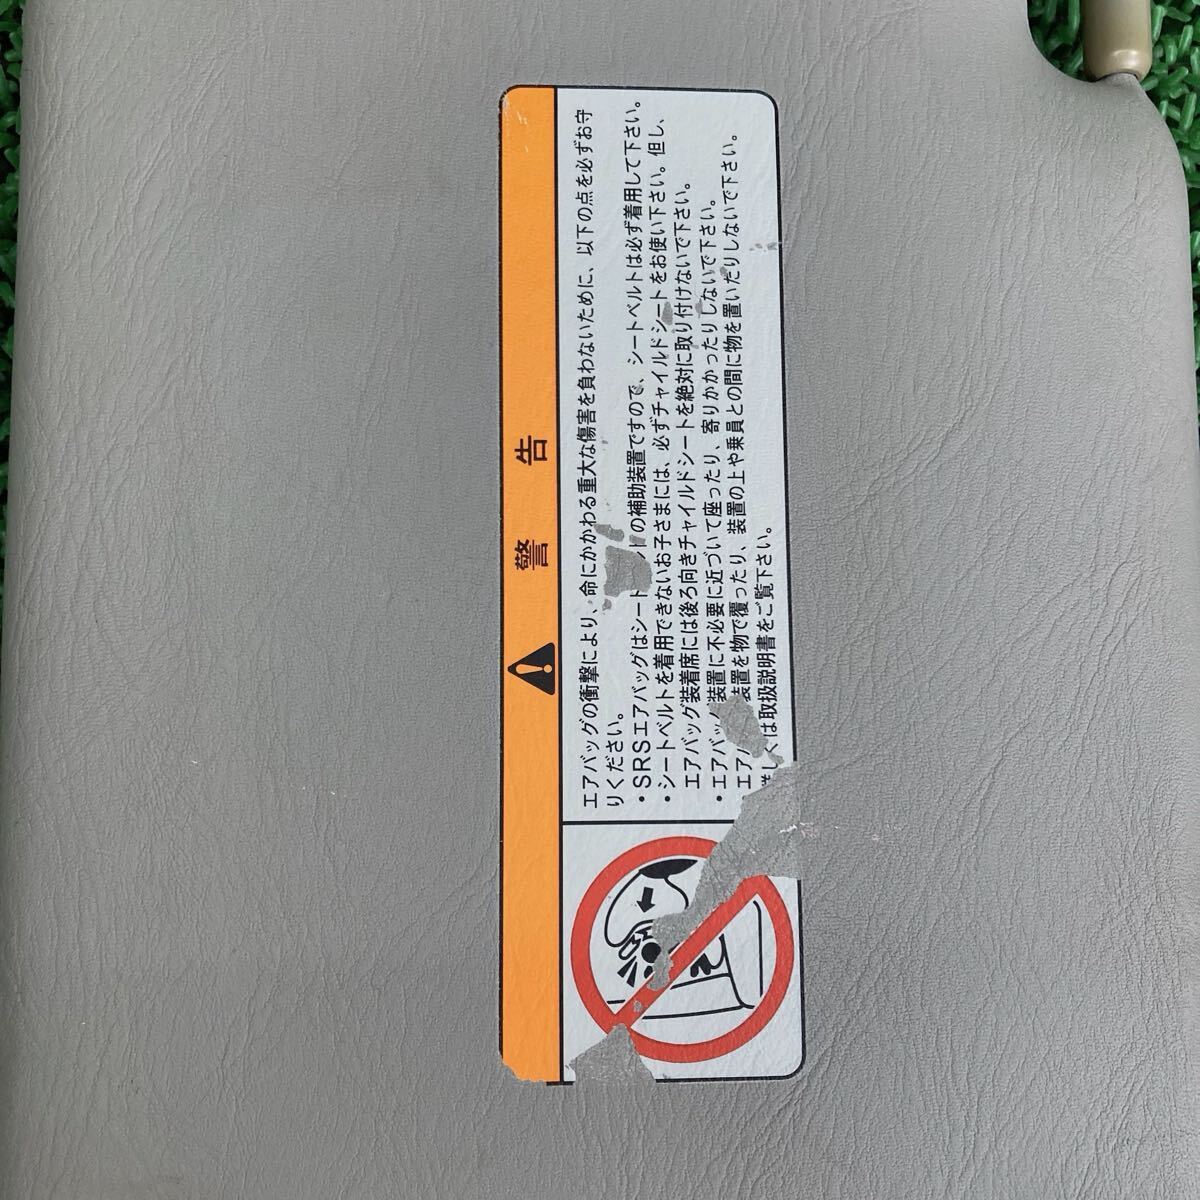 警告
エアバッグの衝撃により、命にかかわる重大な傷害を負わないために、以下の点を必ずお守
りください。
・SRSエアバッグはシートベルトの補助装置ですので、シートベルトは必ず着用して下さい。
・シートベルトを着用できないお子さまには、必ずチャイルドシートをお使い下さい。但し、
エアバッグ装着席には後ろ向きチャイルドシートを絶対に取り付けないで下さい。
・エアバッグ装置に不必要に近づいて座ったり、寄りかかったりしないで下さい。
エアバ 装置を物で覆ったり、装置の上や乗員との間に物を置いたりしないで下さい。
詳しくは取扱説明書をご覧下さい。